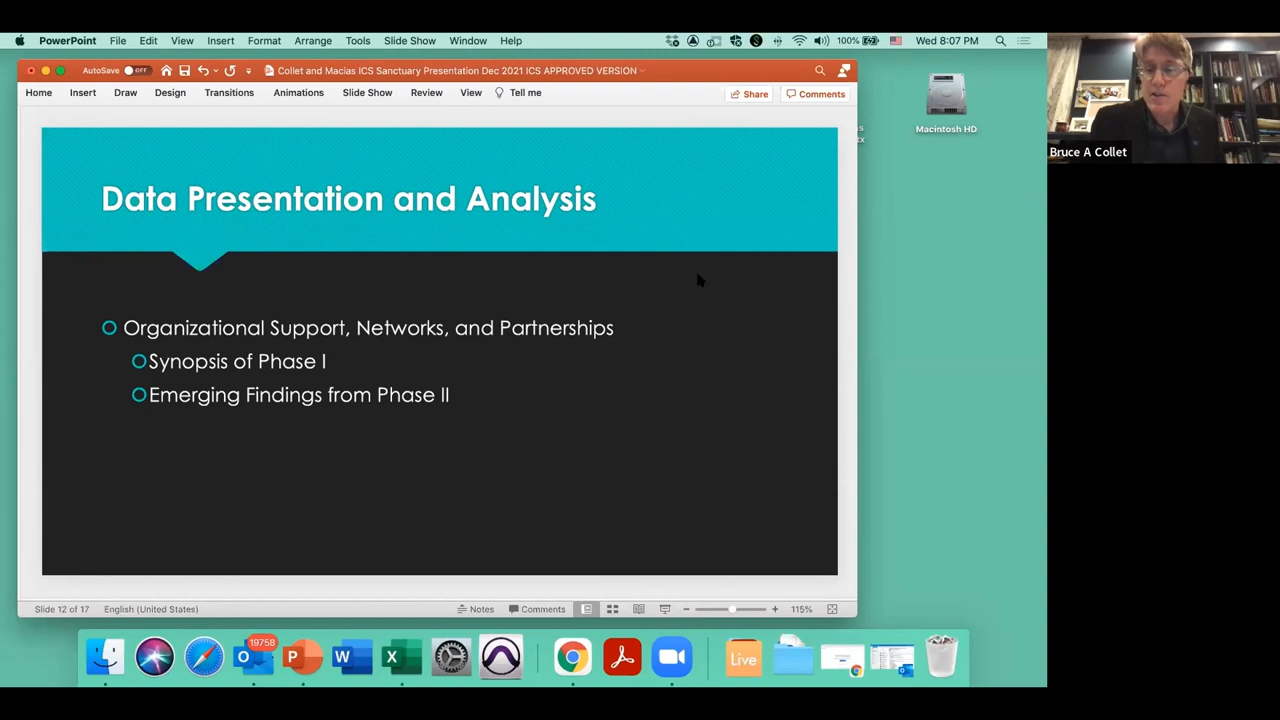 PowerPoint File Edit View Insert Format Arrange Tools Slide Show Window Help 100% Wed 8:07 PM
AutoSave OFF Collet and Macias ICS Sanctuary Presentation Dec 2021 ICS APPROVED VERSION
Home Insert Draw Design Transitions Animations Slide Show Review View Tell me Share Comments
Macintosh HD
xx
Bruce A Collet
Data Presentation and Analysis
Organizational Support, Networks, and Partnerships
Synopsis of Phase I
Emerging Findings from Phase II
Slide 12 of 17 English (United States) Notes Comments 115%
19758
Live